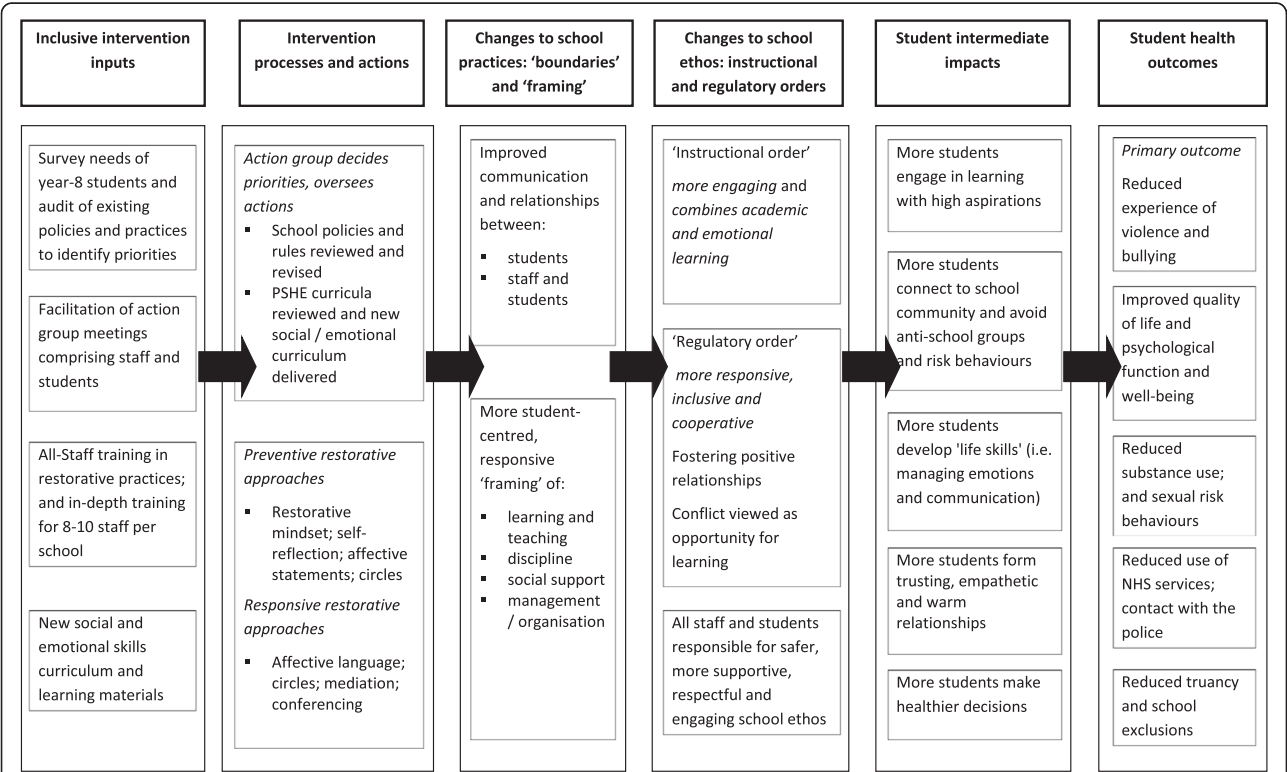 Inclusive intervention
inputs
Intervention
processes and actions
Changes to school
practices: ‘boundaries’
and ‘framing’
Changes to school
ethos: instructional
and regulatory orders
Student intermediate
impacts
Student health
outcomes
Survey needs of
year-8 students and
audit of existing
policies and practices
to identify priorities
Facilitation of action
group meetings
comprising staff and
students
All-Staff training in
restorative practices;
and in-depth training
for 8-10 staff per
school
New social and
emotional skills
curriculum and
learning materials
Action group decides
priorities, oversees
actions
▪ School policies and
rules reviewed and
revised
▪ PSHE curricula
reviewed and new
social / emotional
curriculum
delivered
Preventive restorative
approaches
▪ Restorative
mindset; self-
reflection; affective
statements; circles
Responsive restorative
approaches
▪ Affective language;
circles; mediation;
conferencing
Improved
communication
and relationships
between:
▪ students
▪ staff and
students
More student-
centred,
responsive
‘framing’ of:
▪ learning and
teaching
▪ discipline
▪ social support
▪ management
/ organisation
‘Instructional order’
more engaging and
combines academic
and emotional
learning
‘Regulatory order’
more responsive,
inclusive and
cooperative
Fostering positive
relationships
Conflict viewed as
opportunity for
learning
All staff and students
responsible for safer,
more supportive,
respectful and
engaging school ethos
More students
engage in learning
with high aspirations
More students
connect to school
community and avoid
anti-school groups
and risk behaviours
More students
develop 'life skills' (i.e.
managing emotions
and communication)
More students form
trusting, empathetic
and warm
relationships
More students make
healthier decisions
Primary outcome
Reduced
experience of
violence and
bullying
Improved quality
of life and
psychological
function and
well-being
Reduced
substance use;
and sexual risk
behaviours
Reduced use of
NHS services;
contact with the
police
Reduced truancy
and school
exclusions